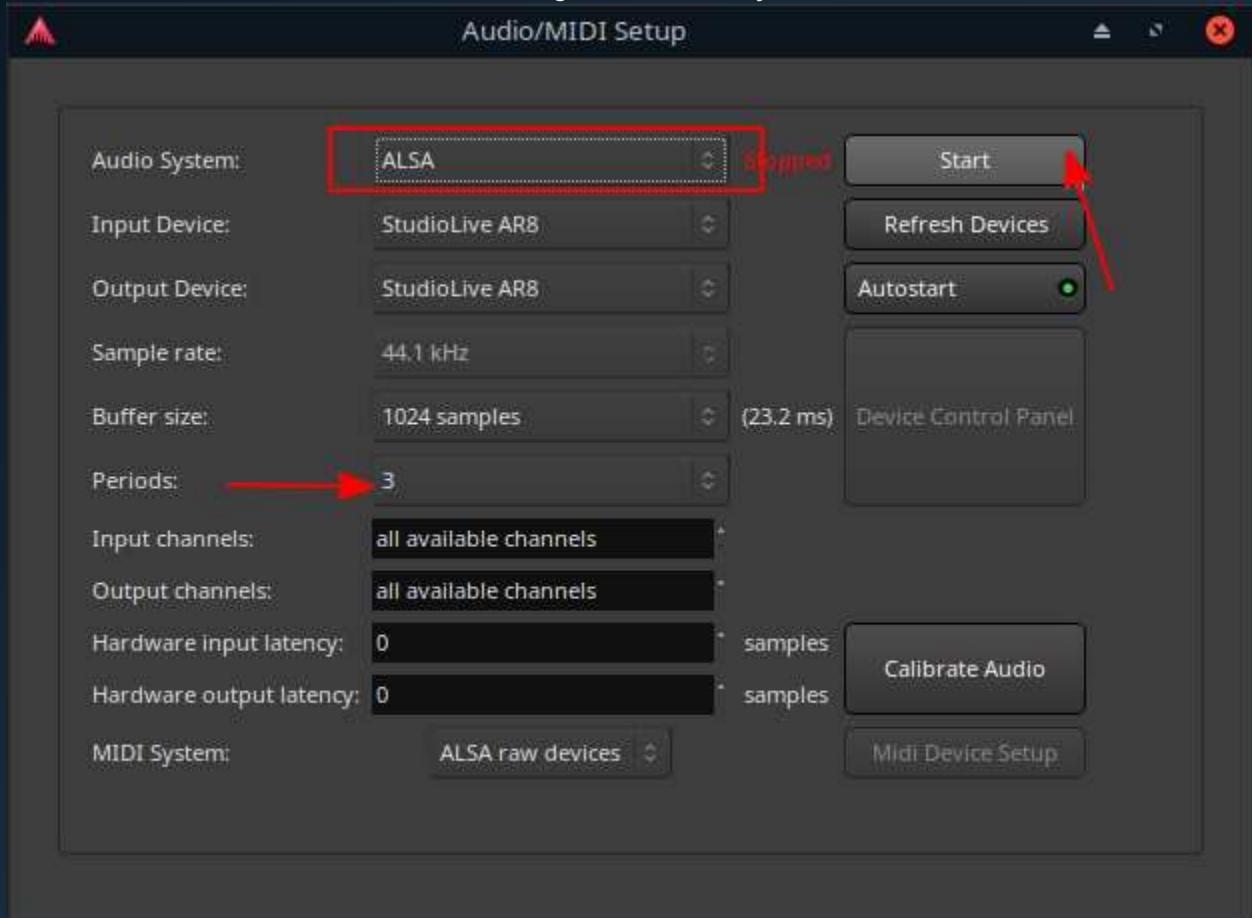 Audio/MIDI Setup
Audio System: ALSA Stopped Start
Input Device: StudioLive AR8 Refresh Devices
Output Device: StudioLive AR8 Autostart
Sample rate: 44.1 kHz
Buffer size: 1024 samples (23.2 ms) Device Control Panel
Periods: 3
Input channels: all available channels
Output channels: all available channels
Hardware input latency: 0 samples
Calibrate Audio
Hardware output latency: 0 samples
MIDI System: ALSA raw devices Midi Device Setup